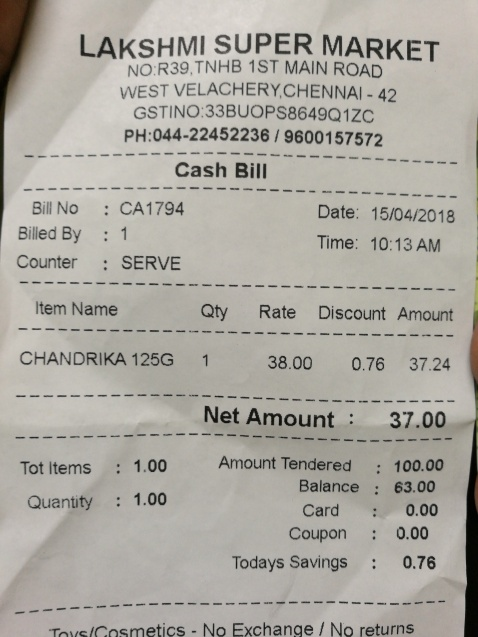 LAKSHMI SUPER MARKET
NO:R39,TNHB 1ST MAIN ROAD
WEST VELACHERY,CHENNAI - 42
GSTINO:33BUOPS8649Q1ZC
PH:044-22452236 / 9600157572
Cash Bill
Bill No : CA1794 Date: 15/04/2018
Billed By : 1 Time: 10:13 AM
Counter : SERVE
Item Name Qty Rate Discount Amount
CHANDRIKA 125G 1 38.00 0.76 37.24
Net Amount : 37.00
Tot Items : 1.00 Amount Tendered : 100.00
Balance : 63.00
Quantity : 1.00 Card : 0.00
Coupon : 0.00
Todays Savings : 0.76
Toys/Cosmetics - No Exchange / No returns